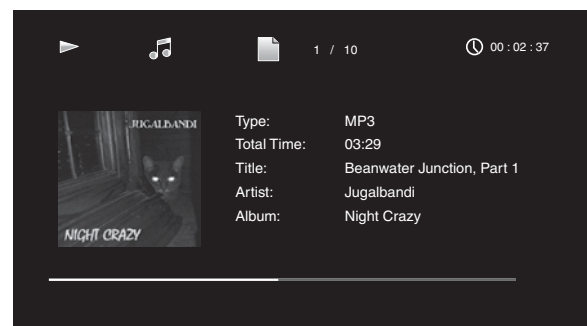 1 / 10 00 : 02 : 37
JUGALBANDI
NIGHT CRAZY
Type: MP3
Total Time: 03:29
Title: Beanwater Junction, Part 1
Artist: Jugalbandi
Album: Night Crazy